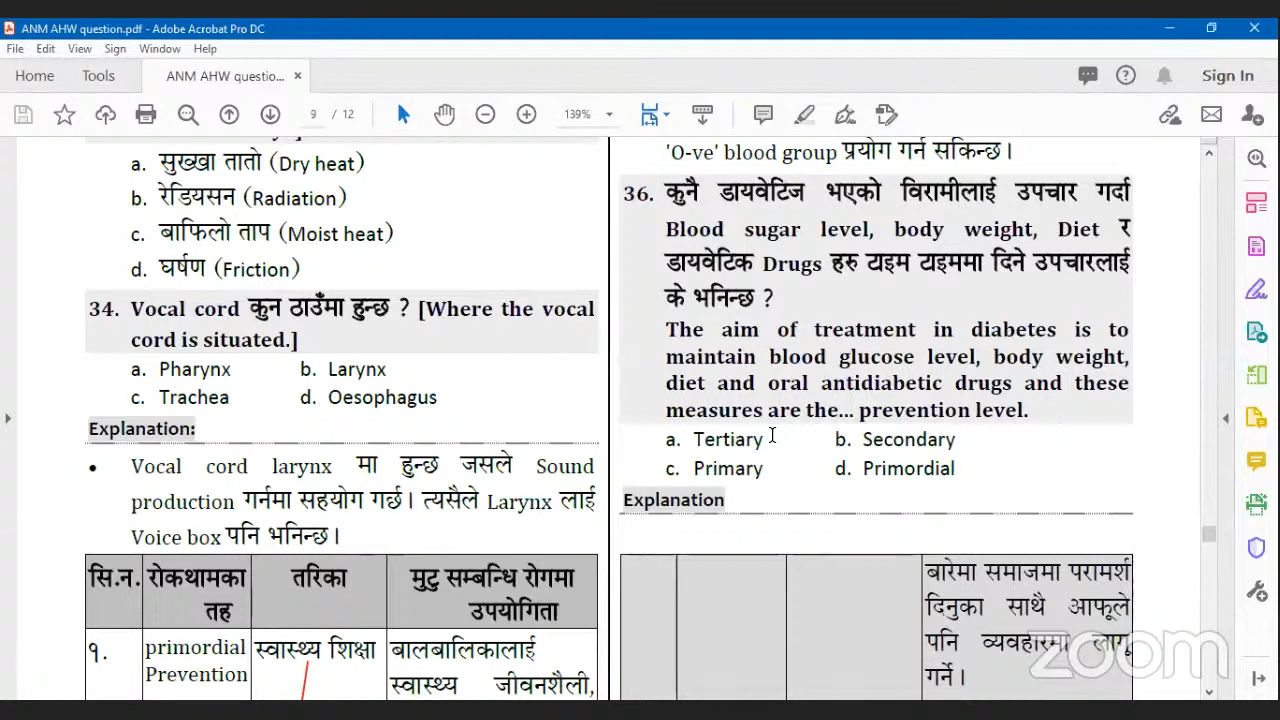 ANM AHW question.pdf - Adobe Acrobat Pro DC
File Edit View Sign Window Help
Home Tools ANM AHW questio... × Sign In
9 / 12 139%
a. सुख्खा तातो (Dry heat)
b. रेडियसन (Radiation)
c. बाफिलो ताप (Moist heat)
d. घर्षण (Friction)
34. Vocal cord कुन ठाउँमा हुन्छ ? [Where the vocal
cord is situated.]
a. Pharynx b. Larynx
c. Trachea d. Oesophagus
Explanation:
• Vocal cord larynx मा हुन्छ जसले Sound
production गर्नमा सहयोग गर्छ। त्यसैले Larynx लाई
Voice box पनि भनिन्छ।
सि.न. रोकथामका तरिका मुटु सम्बन्धि रोगमा
तह उपयोगिता
१. primordial स्वास्थ्य शिक्षा बालबालिकालाई
Prevention स्वास्थ्य जीवनशैली,
'O-ve' blood group प्रयोग गर्न सकिन्छ।
36. कुनै डायवेटिज भएको विरामीलाई उपचार गर्दा
Blood sugar level, body weight, Diet र
डायवेटिक Drugs हरु टाइम टाइममा दिने उपचारलाई
के भनिन्छ ?
The aim of treatment in diabetes is to
maintain blood glucose level, body weight,
diet and oral antidiabetic drugs and these
measures are the... prevention level.
a. Tertiary b. Secondary
c. Primary d. Primordial
Explanation
बारेमा समाजमा परामर्श
दिनुका साथै आफूले
पनि व्यवहारमा लागू
गर्ने।
zoom